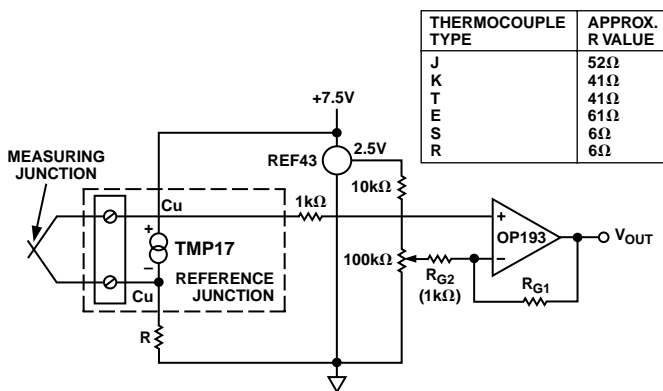 THERMOCOUPLE TYPE APPROX. R VALUE
J 52Ω
K 41Ω
T 41Ω
E 61Ω
S 6Ω
R 6Ω
+7.5V
REF43
2.5V
MEASURING
JUNCTION
Cu
1kΩ
10kΩ
+
TMP17
–
REFERENCE
JUNCTION
Cu
100kΩ
+
OP193
–
VOUT
RG2
(1kΩ)
RG1
R